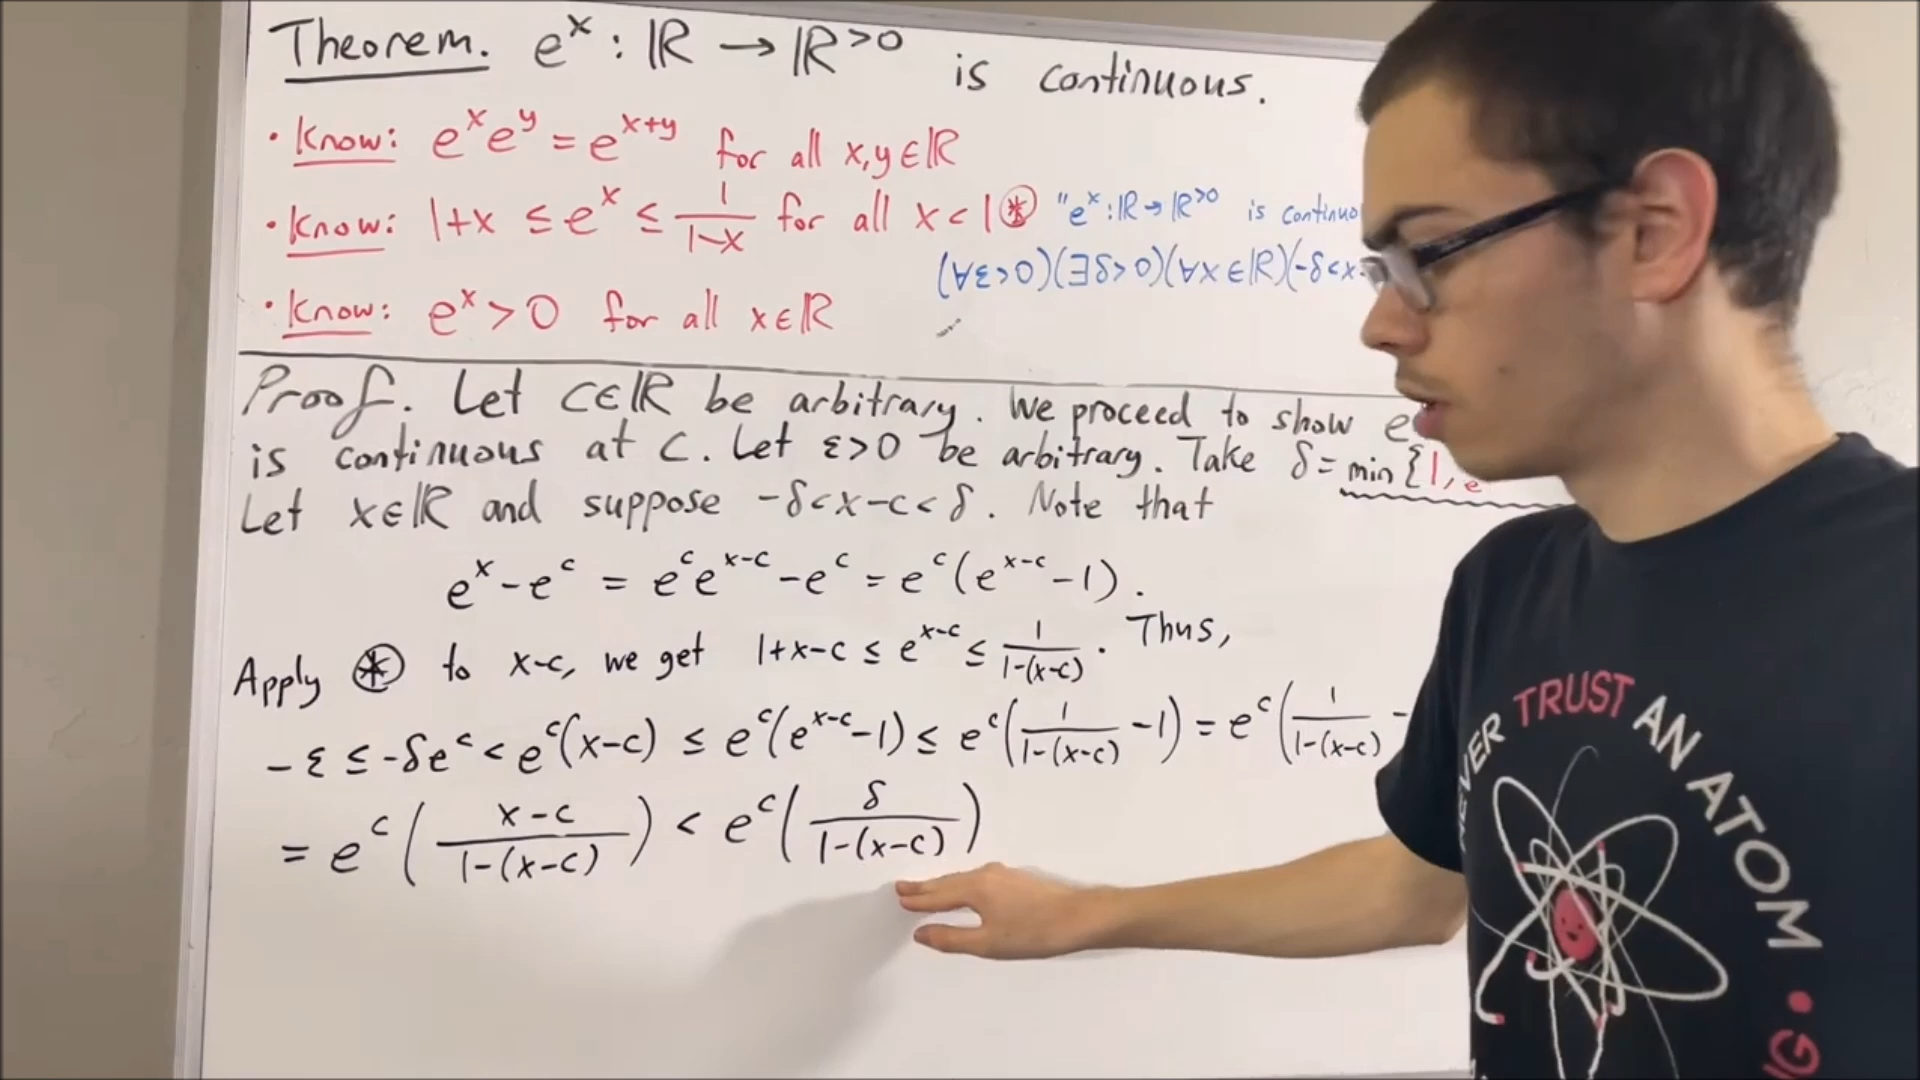 Theorem. e^x : ℝ → ℝ^{>0} is continuous.
• Know: e^x e^y = e^{x+y} for all x,y∈ℝ
• Know: 1+x ≤ e^x ≤ 1/(1-x) for all x<1 ⊛
"e^x : ℝ → ℝ^{>0} is continuo
(∀ε>0)(∃δ>0)(∀x∈ℝ)(-δ<x-
• Know: e^x > 0 for all x∈ℝ
Proof. Let c∈ℝ be arbitrary. We proceed to show e
is continuous at c. Let ε>0 be arbitrary. Take δ = min {1, e
Let x∈ℝ and suppose -δ<x-c<δ. Note that
e^x - e^c = e^c e^{x-c} - e^c = e^c(e^{x-c} - 1).
Apply ⊛ to x-c, we get 1+x-c ≤ e^{x-c} ≤ 1/(1-(x-c)). Thus,
-ε ≤ -δe^c < e^c(x-c) ≤ e^c(e^{x-c}-1) ≤ e^c(1/(1-(x-c)) - 1) = e^c(1/(1-(x-c)) -
= e^c((x-c)/(1-(x-c))) < e^c(δ/(1-(x-c)))
NEVER TRUST AN ATOM •